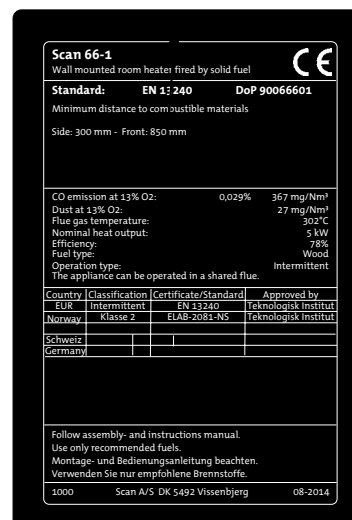 Scan 66-1
Wall mounted room heater fired by solid fuel
CE
Standard: EN 13240 DoP 90066601
Minimum distance to combustible materials
Side: 300 mm - Front: 850 mm
CO emission at 13% O2: 0,029% 367 mg/Nm³
Dust at 13% O2: 27 mg/Nm³
Flue gas temperature: 302°C
Nominal heat output: 5 kW
Efficiency: 78%
Fuel type: Wood
Operation type: Intermittent
The appliance can be operated in a shared flue.
Country Classification Certificate/Standard Approved by
EUR Intermittent EN 13240 Teknologisk Institut
Norway Klasse 2 ELAB-2081-NS Teknologisk Institut
Schweiz
Germany
Follow assembly- and instructions manual.
Use only recommended fuels.
Montage- und Bedienungsanleitung beachten.
Verwenden Sie nur empfohlene Brennstoffe.
1000 Scan A/S DK 5492 Vissenbjerg 08-2014